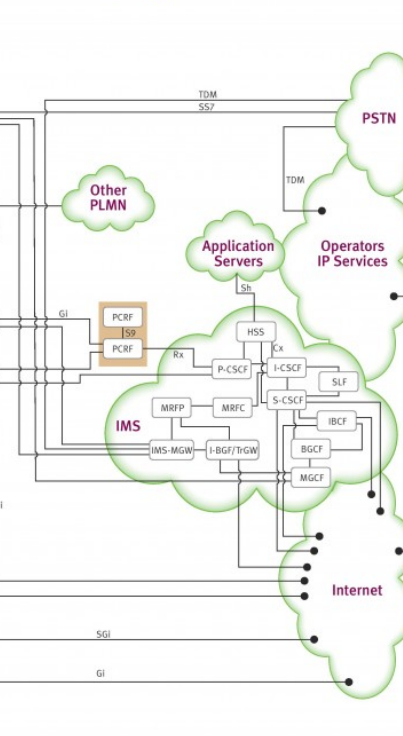 TDM
SS7
PSTN
TDM
Other
PLMN
Application
Servers
Operators
IP Services
Sh
Gi
PCRF
S9
PCRF
Rx
HSS
Cx
P-CSCF
I-CSCF
SLF
S-CSCF
MRFP
MRFC
IBCF
IMS
IMS-MGW
I-BGF/TrGW
BGCF
MGCF
i
Internet
SGi
Gi